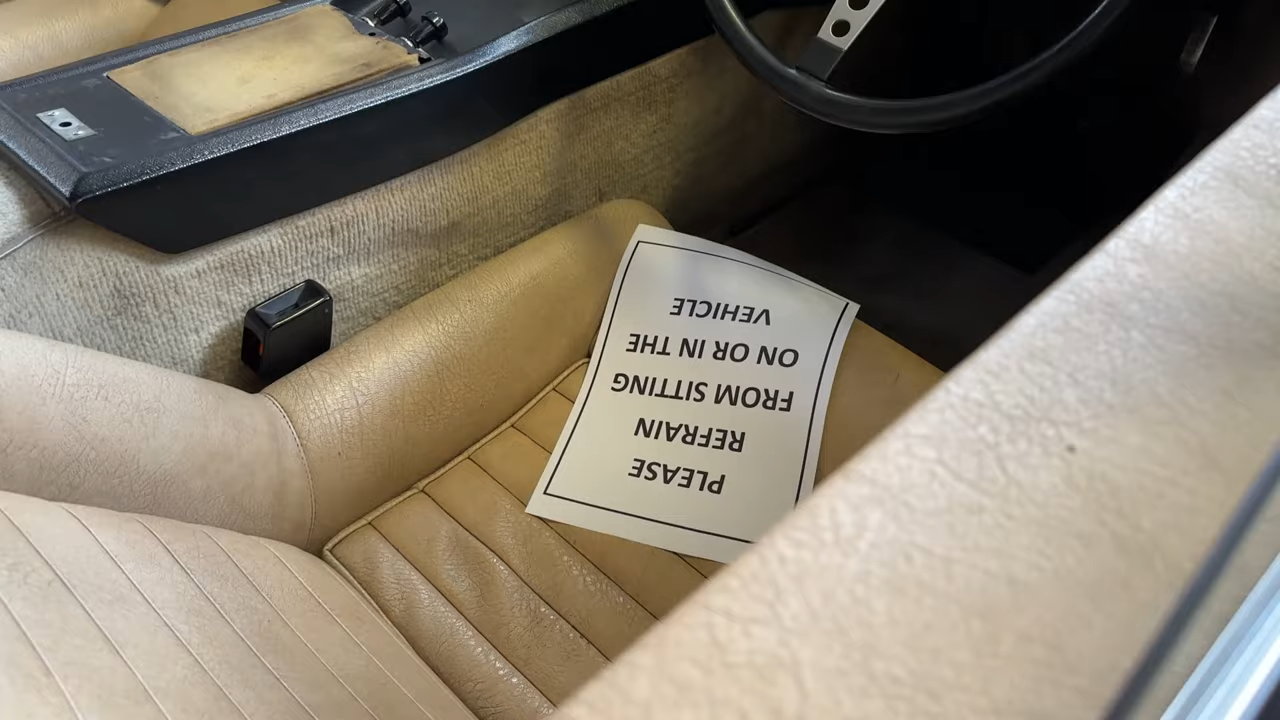 PLEASE
REFRAIN
FROM SITTING
ON OR IN THE
VEHICLE